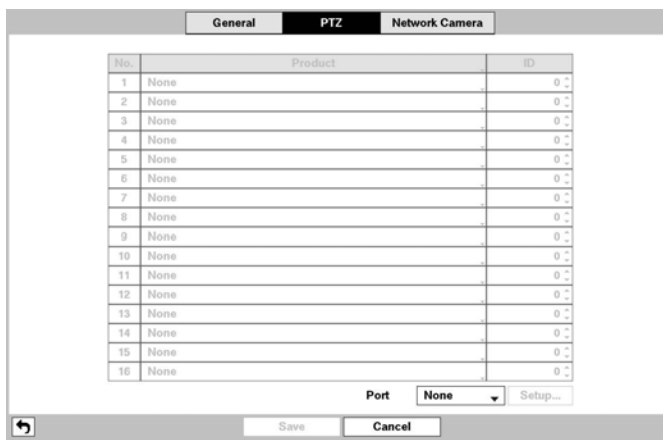 General PTZ Network Camera
No. Product ID
1 None 0
2 None 0
3 None 0
4 None 0
5 None 0
6 None 0
7 None 0
8 None 0
9 None 0
10 None 0
11 None 0
12 None 0
13 None 0
14 None 0
15 None 0
16 None 0
Port None Setup...
Save Cancel